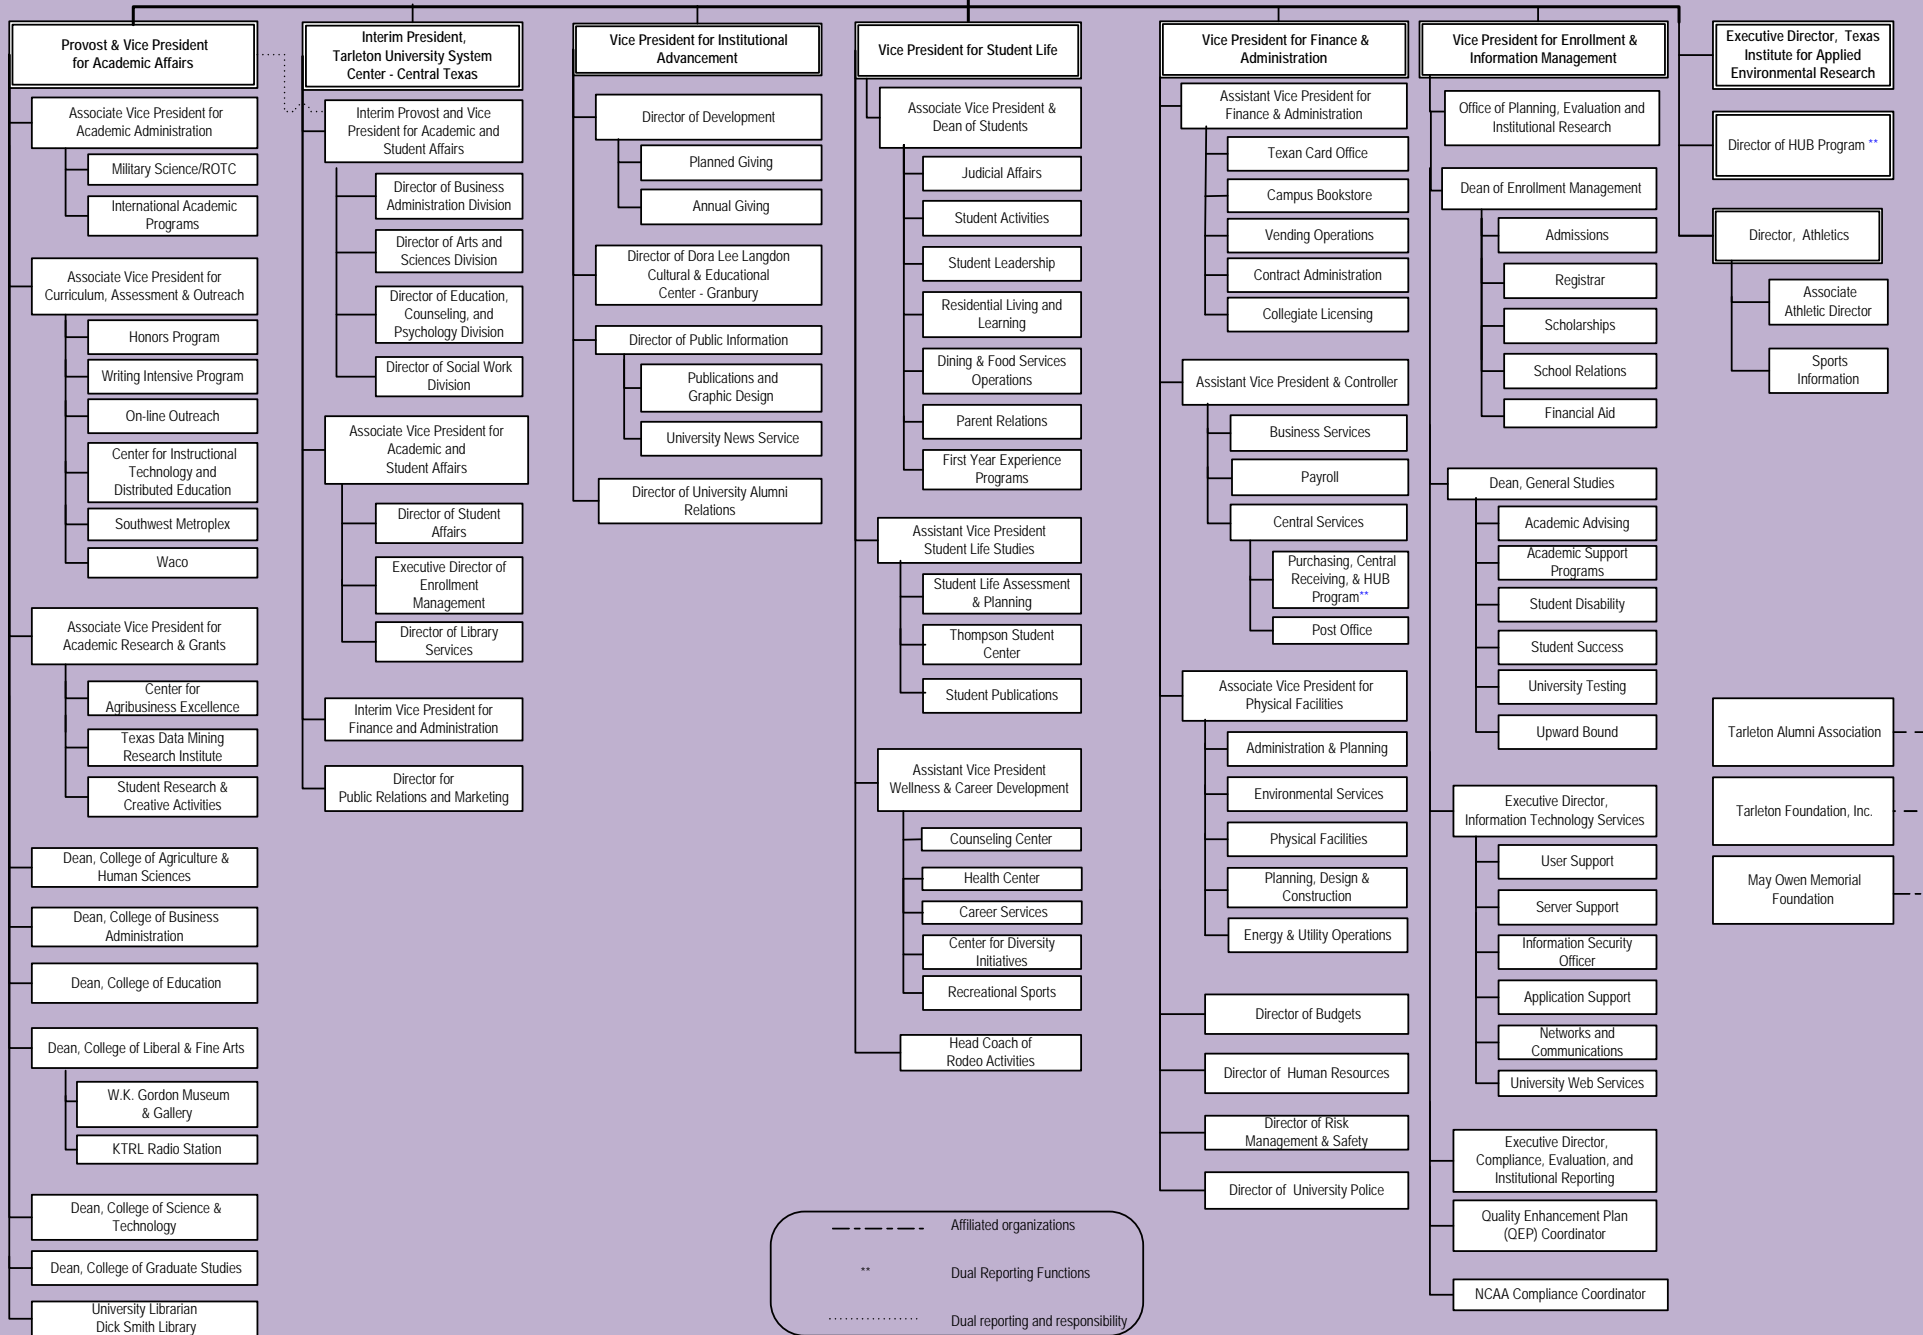 Provost & Vice President
for Academic Affairs
Associate Vice President for
Academic Administration
Military Science/ROTC
International Academic
Programs
Associate Vice President for
Curriculum, Assessment & Outreach
Honors Program
Writing Intensive Program
On-line Outreach
Center for Instructional
Technology and
Distributed Education
Southwest Metroplex
Waco
Associate Vice President for
Academic Research & Grants
Center for
Agribusiness Excellence
Texas Data Mining
Research Institute
Student Research &
Creative Activities
Dean, College of Agriculture &
Human Sciences
Dean, College of Business
Administration
Dean, College of Education
Dean, College of Liberal & Fine Arts
W.K. Gordon Museum
& Gallery
KTRL Radio Station
Dean, College of Science &
Technology
Dean, College of Graduate Studies
University Librarian
Dick Smith Library
Interim President,
Tarleton University System
Center - Central Texas
Interim Provost and Vice
President for Academic and
Student Affairs
Director of Business
Administration Division
Director of Arts and
Sciences Division
Director of Education,
Counseling, and
Psychology Division
Director of Social Work
Division
Associate Vice President for
Academic and
Student Affairs
Director of Student
Affairs
Executive Director of
Enrollment
Management
Director of Library
Services
Interim Vice President for
Finance and Administration
Director for
Public Relations and Marketing
Vice President for Institutional
Advancement
Director of Development
Planned Giving
Annual Giving
Director of Dora Lee Langdon
Cultural & Educational
Center - Granbury
Director of Public Information
Publications and
Graphic Design
University News Service
Director of University Alumni
Relations
Vice President for Student Life
Associate Vice President &
Dean of Students
Judicial Affairs
Student Activities
Student Leadership
Residential Living and
Learning
Dining & Food Services
Operations
Parent Relations
First Year Experience
Programs
Assistant Vice President
Student Life Studies
Student Life Assessment
& Planning
Thompson Student
Center
Student Publications
Assistant Vice President
Wellness & Career Development
Counseling Center
Health Center
Career Services
Center for Diversity
Initiatives
Recreational Sports
Head Coach of
Rodeo Activities
Vice President for Finance &
Administration
Assistant Vice President for
Finance & Administration
Texan Card Office
Campus Bookstore
Vending Operations
Contract Administration
Collegiate Licensing
Assistant Vice President & Controller
Business Services
Payroll
Central Services
Purchasing, Central
Receiving, & HUB
Program**
Post Office
Associate Vice President for
Physical Facilities
Administration & Planning
Environmental Services
Physical Facilities
Planning, Design &
Construction
Energy & Utility Operations
Director of Budgets
Director of Human Resources
Director of Risk
Management & Safety
Director of University Police
Vice President for Enrollment &
Information Management
Office of Planning, Evaluation and
Institutional Research
Dean of Enrollment Management
Admissions
Registrar
Scholarships
School Relations
Financial Aid
Dean, General Studies
Academic Advising
Academic Support
Programs
Student Disability
Student Success
University Testing
Upward Bound
Executive Director,
Information Technology Services
User Support
Server Support
Information Security
Officer
Application Support
Networks and
Communications
University Web Services
Executive Director,
Compliance, Evaluation, and
Institutional Reporting
Quality Enhancement Plan
(QEP) Coordinator
NCAA Compliance Coordinator
Executive Director, Texas
Institute for Applied
Environmental Research
Director of HUB Program **
Director, Athletics
Associate
Athletic Director
Sports
Information
Tarleton Alumni Association
Tarleton Foundation, Inc.
May Owen Memorial
Foundation
Affiliated organizations
** Dual Reporting Functions
Dual reporting and responsibility